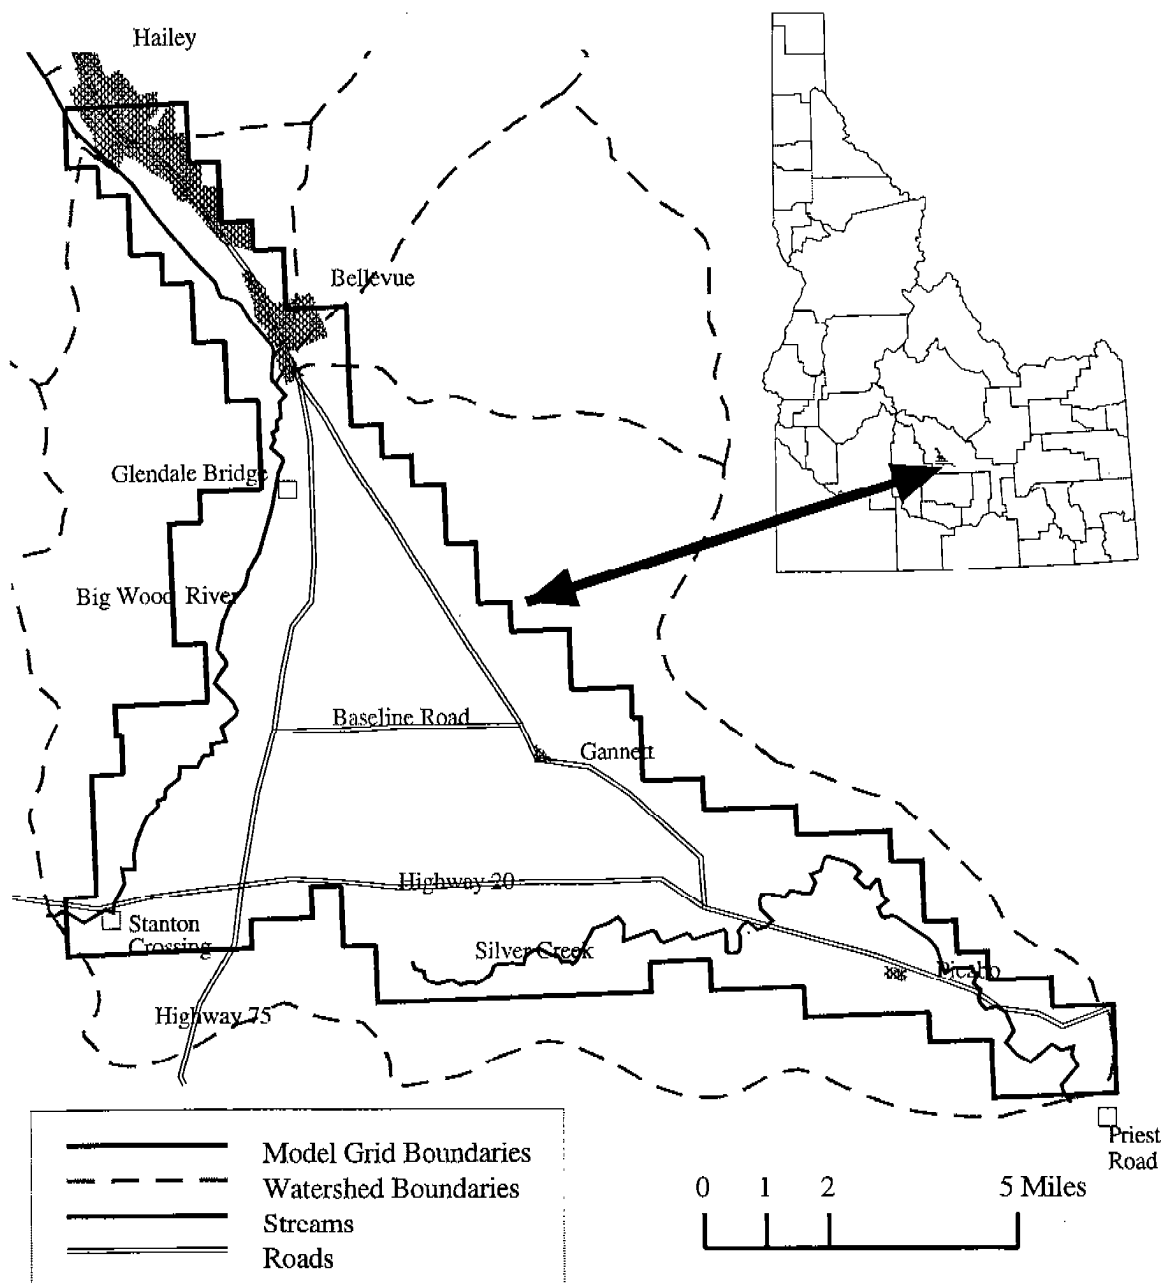 Hailey
Bellevue
Glendale Bridge
Big Wood River
Baseline Road
Gannett
Highway 20
Stanton
Crossing
Silver Creek
Picabo
Highway 75
Priest
Road
Model Grid Boundaries
Watershed Boundaries
Streams
Roads
0 1 2 5 Miles